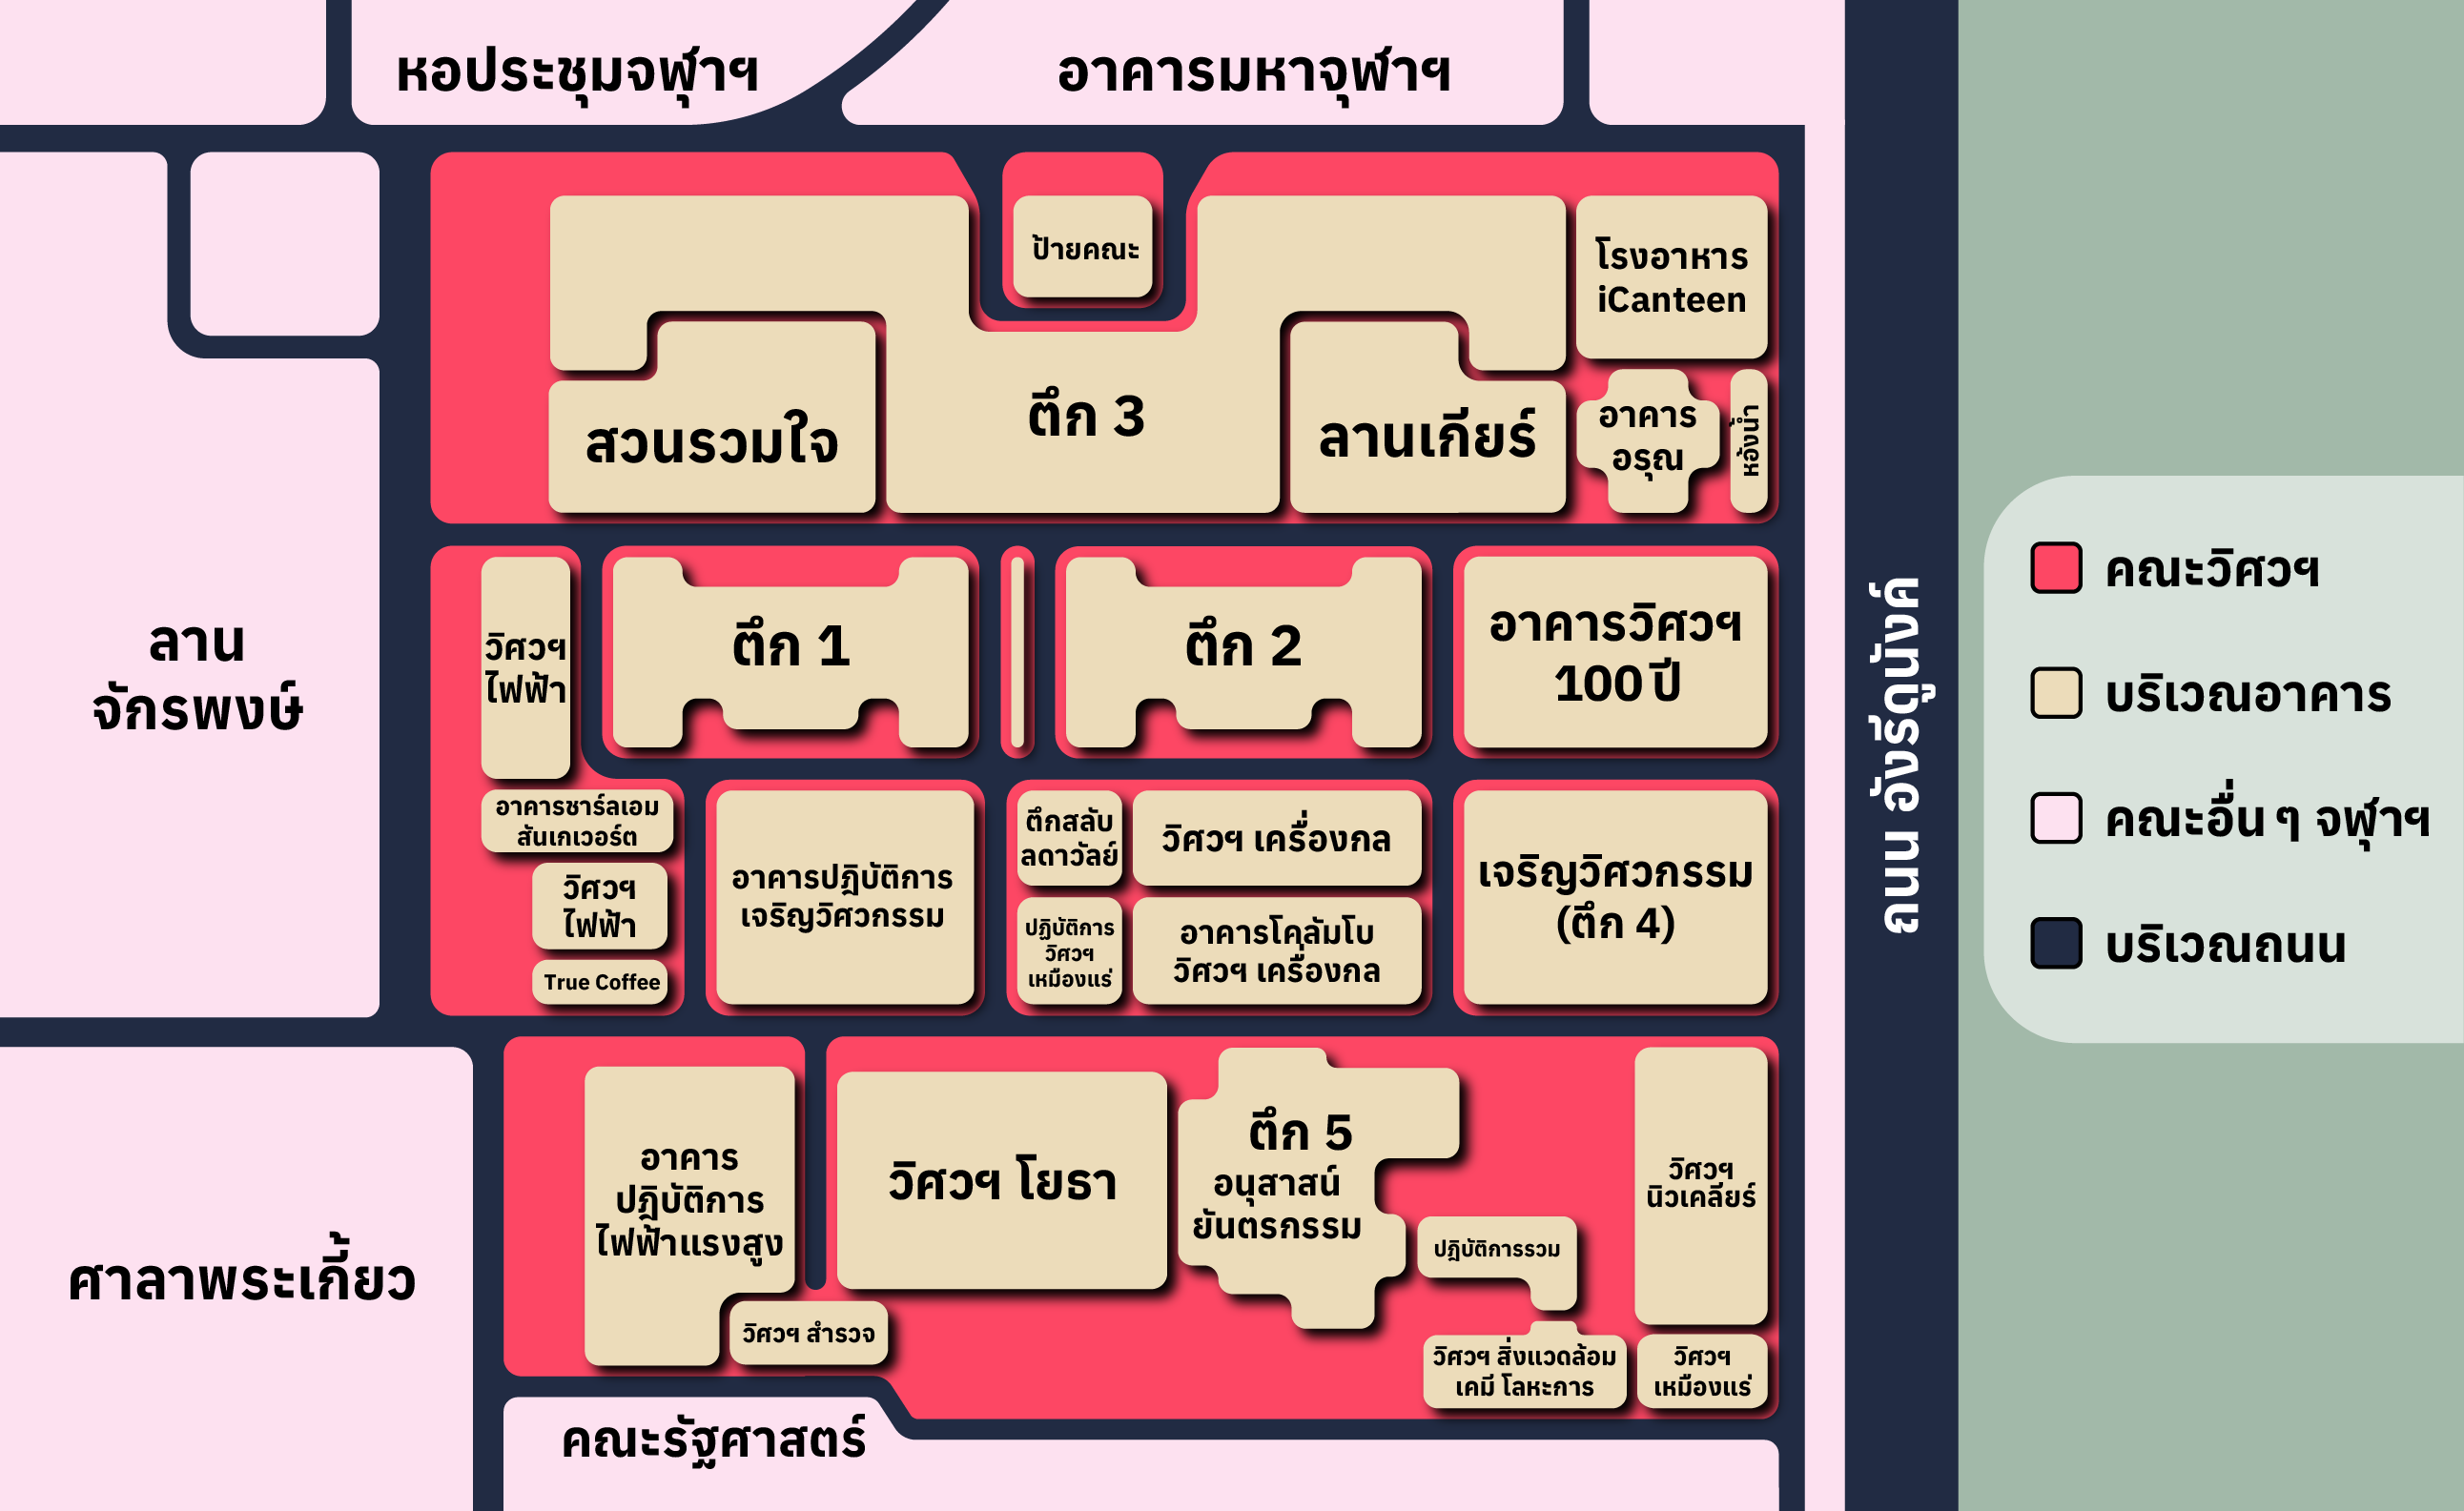 หอประชุมจุฬาฯ
อาคารมหาจุฬาฯ
ป้ายคณะ
โรงอาหาร
iCanteen
สวนรวมใจ
ตึก 3
ลานเกียร์
อาคาร
อรุณ
ห้องน้ำ
ลาน
จักรพงษ์
วิศวฯ
ไฟฟ้า
ตึก 1
ตึก 2
อาคารวิศวฯ
100 ปี
ถนน อังรีดูนังต์
คณะวิศวฯ
บริเวณอาคาร
คณะอื่น ๆ จุฬาฯ
บริเวณถนน
อาคารชาร์ลเอม
สันเกเวอร์ต
วิศวฯ
ไฟฟ้า
True Coffee
อาคารปฎิบัติการ
เจริญวิศวกรรม
ตึกสลับ
ลดาวัลย์
วิศวฯ เครื่องกล
ปฏิบัติการ
วิศวฯ
เหมืองแร่
อาคารโคลัมโบ
วิศวฯ เครื่องกล
เจริญวิศวกรรม
(ตึก 4)
ศาลาพระเกี้ยว
อาคาร
ปฎิบัติการ
ไฟฟ้าแรงสูง
วิศวฯ สำรวจ
วิศวฯ โยธา
ตึก 5
อนุสาสน์
ยันตรกรรม
ปฎิบัติการรวม
วิศวฯ
นิวเคลียร์
วิศวฯ สิ่งแวดล้อม
เคมี โลหะการ
วิศวฯ
เหมืองแร่
คณะรัฐศาสตร์